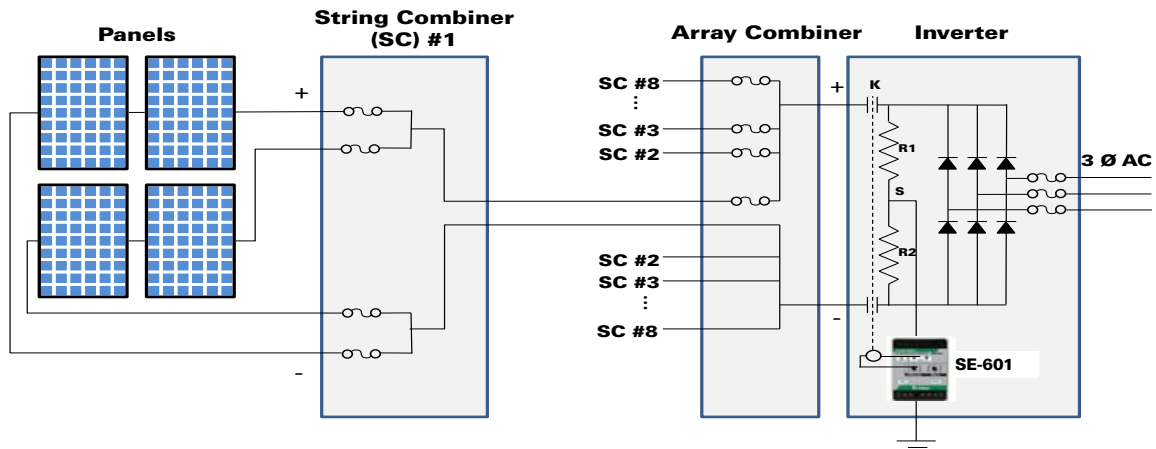 Panels
String Combiner
(SC) #1
Array Combiner
Inverter
+
-
SC #8
...
SC #3
SC #2
SC #2
SC #3
...
SC #8
+
-
K
R1
S
R2
3 Ø AC
SE-601